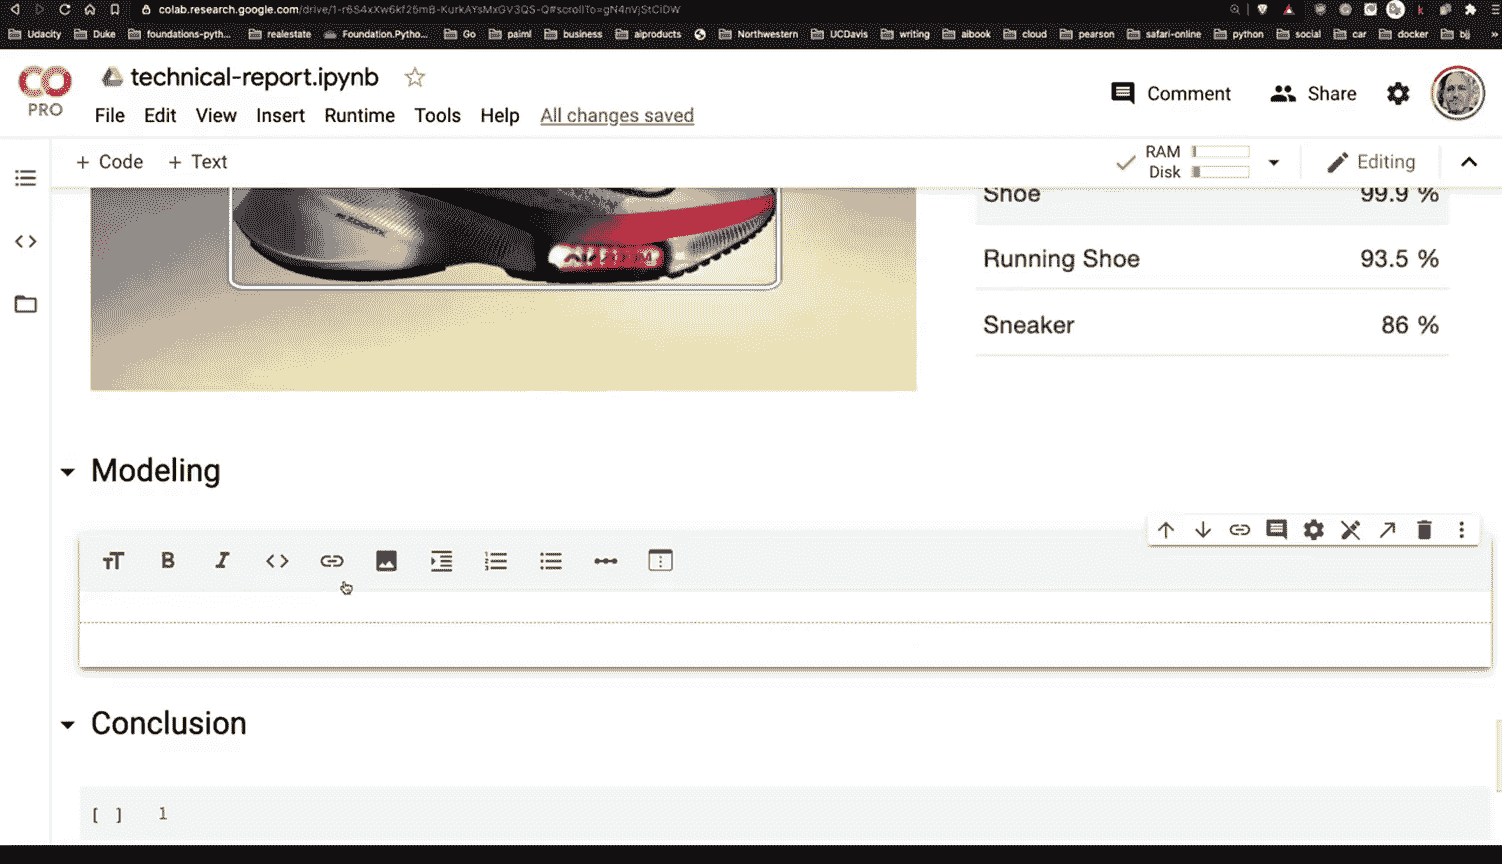 colab.research.google.com/drive/1-r6S4xXw6kf25mB-KurkAYsMxGV3QS-Q#scrollTo=gN4nVjStCiDW
Udacity Duke foundations-pyth... realestate Foundation.Pytho... Go paiml business aiproducts Northwestern UCDavis writing aibook cloud pearson safari-online python social car docker bjj »
CO
PRO
technical-report.ipynb
Comment Share
File Edit View Insert Runtime Tools Help All changes saved
+ Code + Text
RAM
Disk
Editing
Shoe 99.9 %
Running Shoe 93.5 %
Sneaker 86 %
Modeling
TT B I <>
Conclusion
[ ] 1